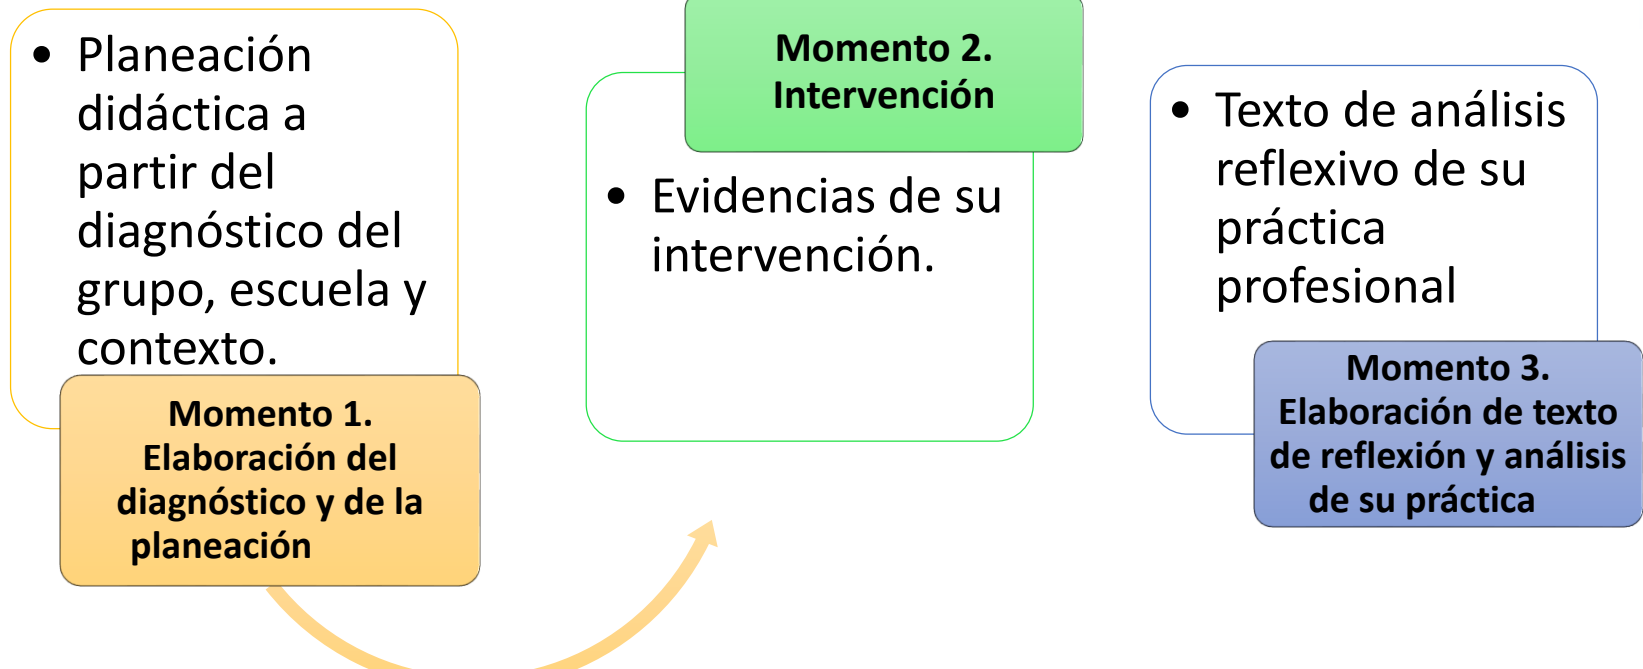 • Planeación
didáctica a
partir del
diagnóstico del
grupo, escuela y
contexto.
Momento 1.
Elaboración del
diagnóstico y de la
planeación
Momento 2.
Intervención
• Evidencias de su
intervención.
• Texto de análisis
reflexivo de su
práctica
profesional
Momento 3.
Elaboración de texto
de reflexión y análisis
de su práctica